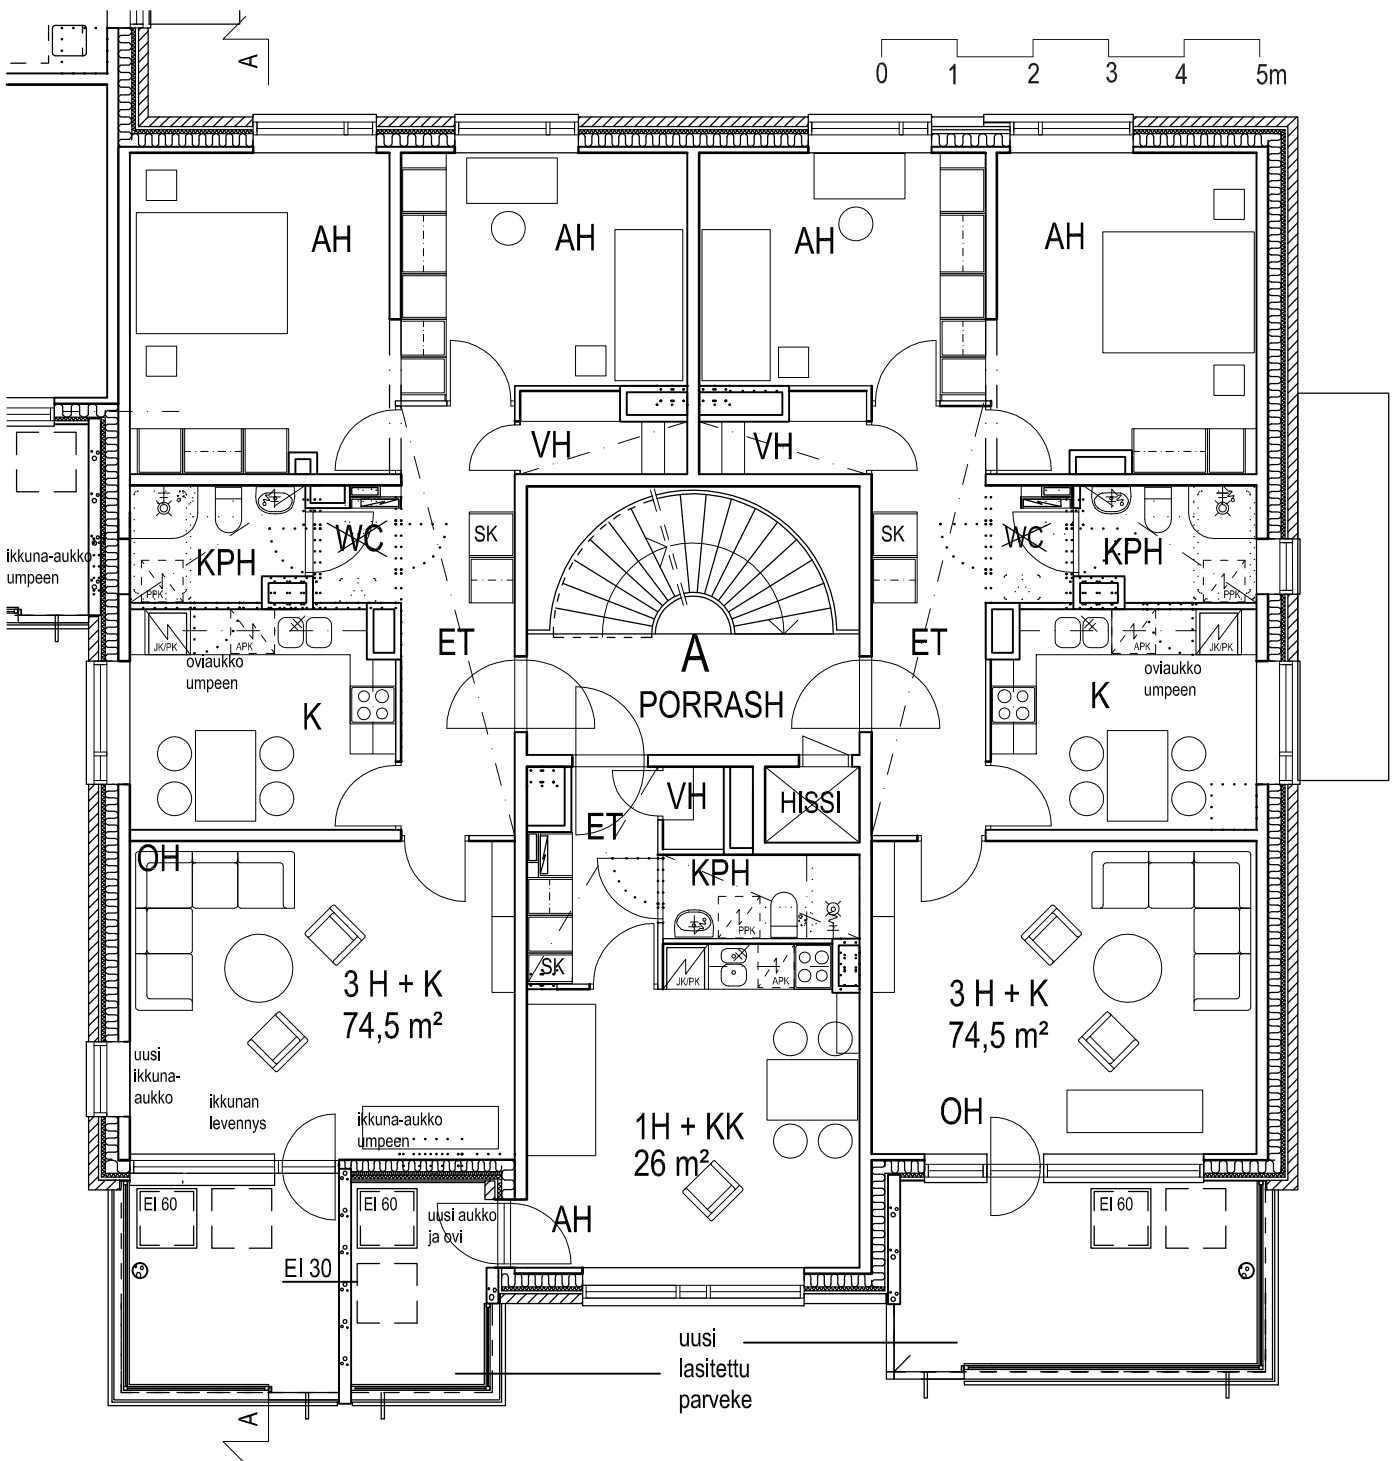 A
0 1 2 3 4 5m
AH
AH
AH
AH
VH
VH
ikkuna-aukko
umpeen
KPH
WC
SK
SK
WC
KPH
PPK
PPK
JK/PK
APK
ET
A
PORRASH
ET
APK
JK/PK
oviaukko
umpeen
oviaukko
umpeen
K
K
VH
HISSI
ET
OH
KPH
PPK
SK
JK/PK
APK
3 H + K
74,5 m²
3 H + K
74,5 m²
uusi
ikkuna-
aukko
ikkunan
levennys
ikkuna-aukko
umpeen
1H + KK
26 m²
OH
EI 60
EI 60
uusi aukko
ja ovi
AH
EI 60
EI 30
uusi
lasitettu
parveke
A